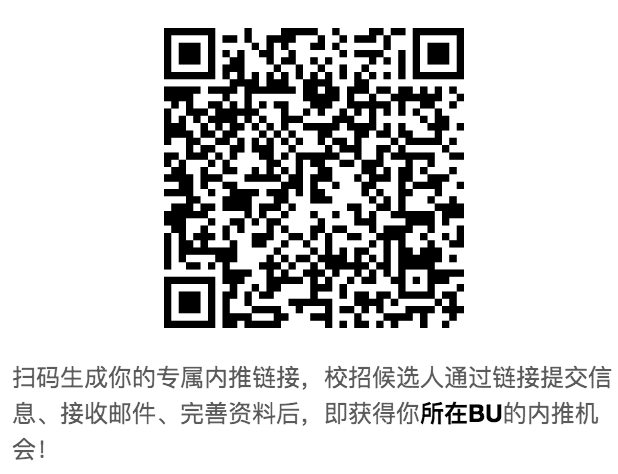 扫码生成你的专属内推链接，校招候选人通过链接提交信
息、接收邮件、完善资料后，即获得你所在BU的内推机
会！